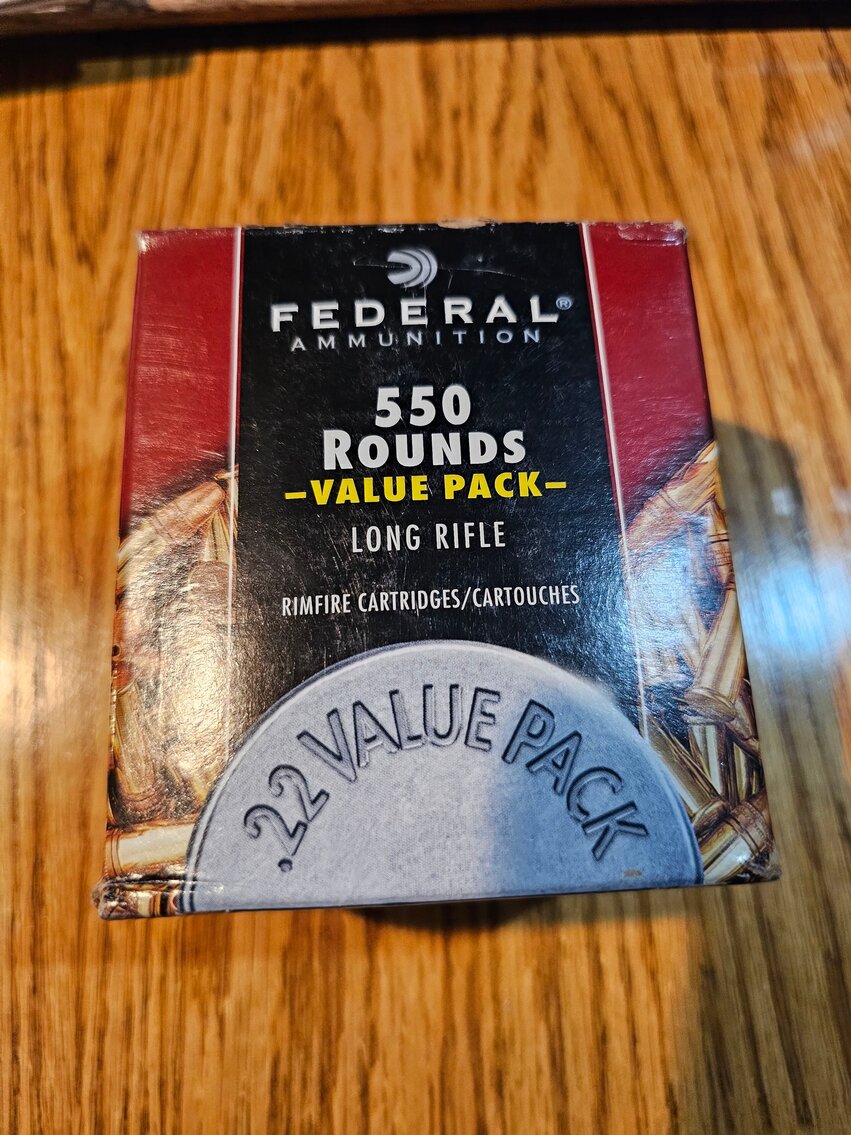 FEDERAL®
AMMUNITION
550
ROUNDS
–VALUE PACK–
LONG RIFLE
RIMFIRE CARTRIDGES/CARTOUCHES
.22 VALUE PACK